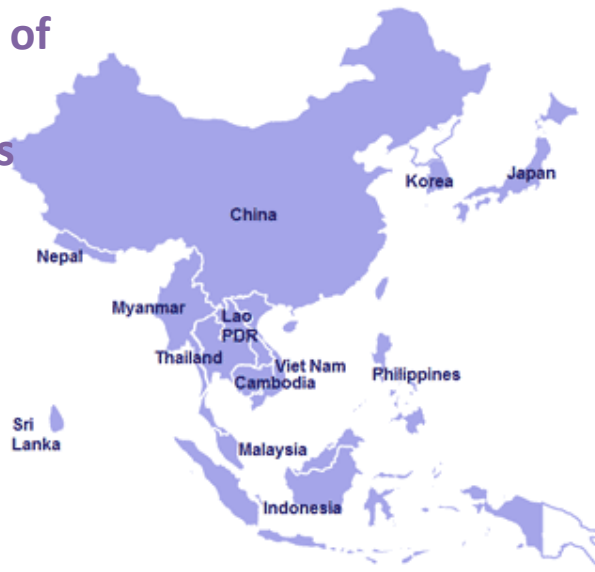 of
s
Korea
Japan
China
Nepal
Myanmar
Lao
PDR
Thailand
Viet Nam
Cambodia
Philippines
Sri
Lanka
Malaysia
Indonesia